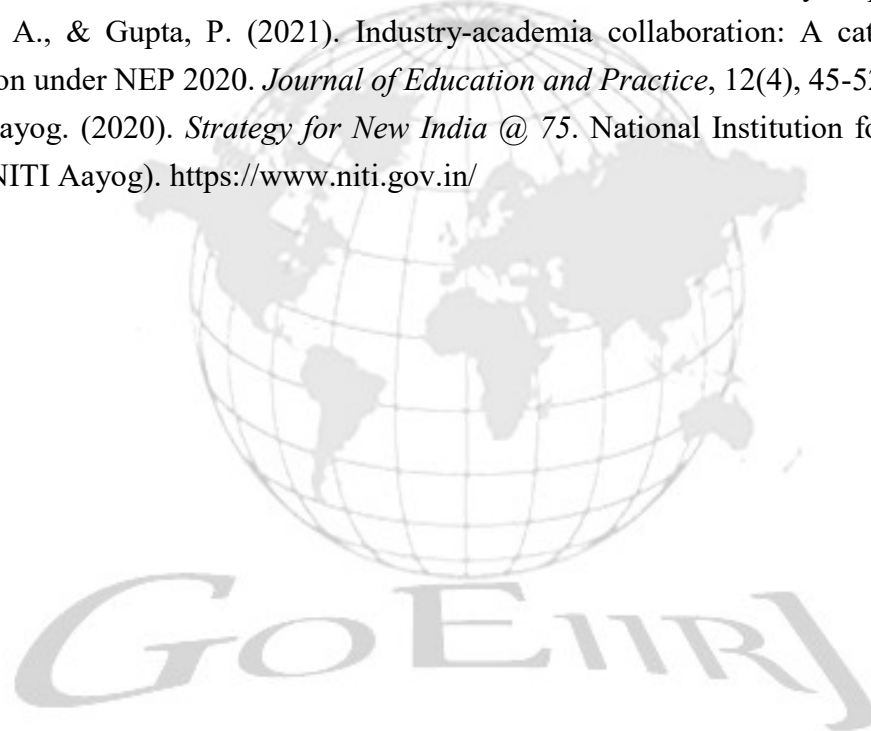 A., & Gupta, P. (2021). Industry-academia collaboration: A cat
on under NEP 2020. Journal of Education and Practice, 12(4), 45-52
ayog. (2020). Strategy for New India @ 75. National Institution fo
NITI Aayog). https://www.niti.gov.in/
GOEIIRJ